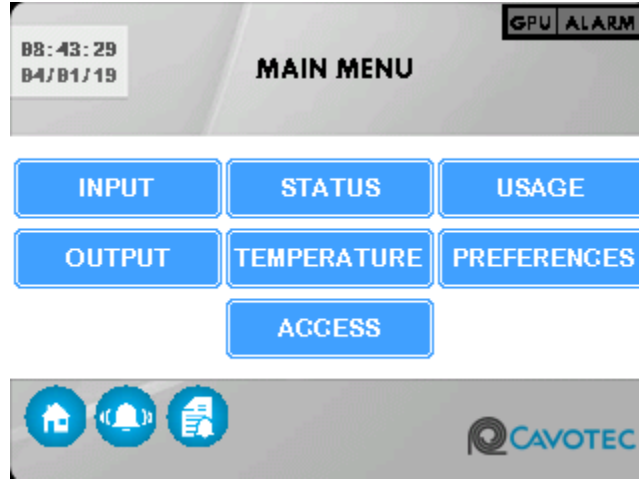 GPU ALARM
08:43:29
MAIN MENU
04/01/19
INPUT STATUS USAGE
OUTPUT TEMPERATURE PREFERENCES
ACCESS
CAVOTEC